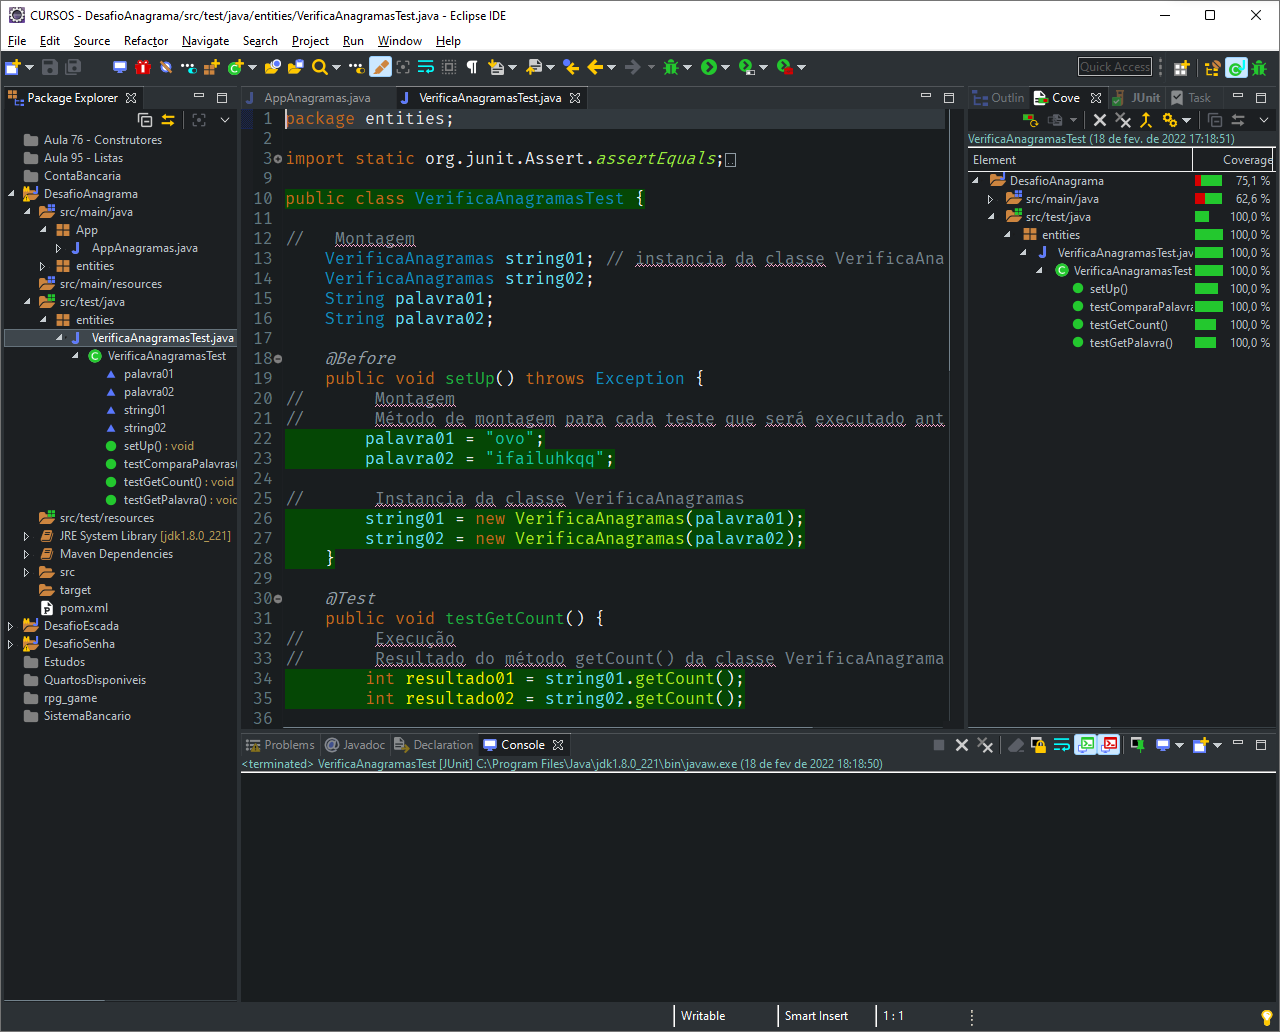 CURSOS - DesafioAnagrama/src/test/java/entities/VerificaAnagramasTest.java - Eclipse IDE
File Edit Source Refactor Navigate Search Project Run Window Help
Quick Access
Package Explorer
Aula 76 - Construtores
Aula 95 - Listas
ContaBancaria
DesafioAnagrama
src/main/java
App
AppAnagramas.java
entities
src/main/resources
src/test/java
entities
VerificaAnagramasTest.java
VerificaAnagramasTest
palavra01
palavra02
string01
string02
setUp() : void
testComparaPalavras(
testGetCount() : void
testGetPalavra() : void
src/test/resources
JRE System Library [jdk1.8.0_221]
Maven Dependencies
src
target
pom.xml
DesafioEscada
DesafioSenha
Estudos
QuartosDisponiveis
rpg_game
SistemaBancario
AppAnagramas.java
VerificaAnagramasTest.java
1 package entities;
2
3 import static org.junit.Assert.assertEquals;
9
10 public class VerificaAnagramasTest {
11
12 // Montagem
13 VerificaAnagramas string01; // instancia da classe VerificaAna
14 VerificaAnagramas string02;
15 String palavra01;
16 String palavra02;
17
18 @Before
19 public void setUp() throws Exception {
20 // Montagem
21 // Método de montagem para cada teste que será executado ant
22 palavra01 = "ovo";
23 palavra02 = "ifailuhkqq";
24
25 // Instancia da classe VerificaAnagramas
26 string01 = new VerificaAnagramas(palavra01);
27 string02 = new VerificaAnagramas(palavra02);
28 }
29
30 @Test
31 public void testGetCount() {
32 // Execução
33 // Resultado do método getCount() da classe VerificaAnagrama
34 int resultado01 = string01.getCount();
35 int resultado02 = string02.getCount();
36
Outlin Cove JUnit Task
VerificaAnagramasTest (18 de fev. de 2022 17:18:51)
Element Coverage
DesafioAnagrama 75,1 %
src/main/java 62,6 %
src/test/java 100,0 %
entities 100,0 %
VerificaAnagramasTest.jav 100,0 %
VerificaAnagramasTest 100,0 %
setUp() 100,0 %
testComparaPalavra 100,0 %
testGetCount() 100,0 %
testGetPalavra() 100,0 %
Problems Javadoc Declaration Console
<terminated> VerificaAnagramasTest [JUnit] C:\Program Files\Java\jdk1.8.0_221\bin\javaw.exe (18 de fev de 2022 18:18:50)
Writable Smart Insert 1 : 1